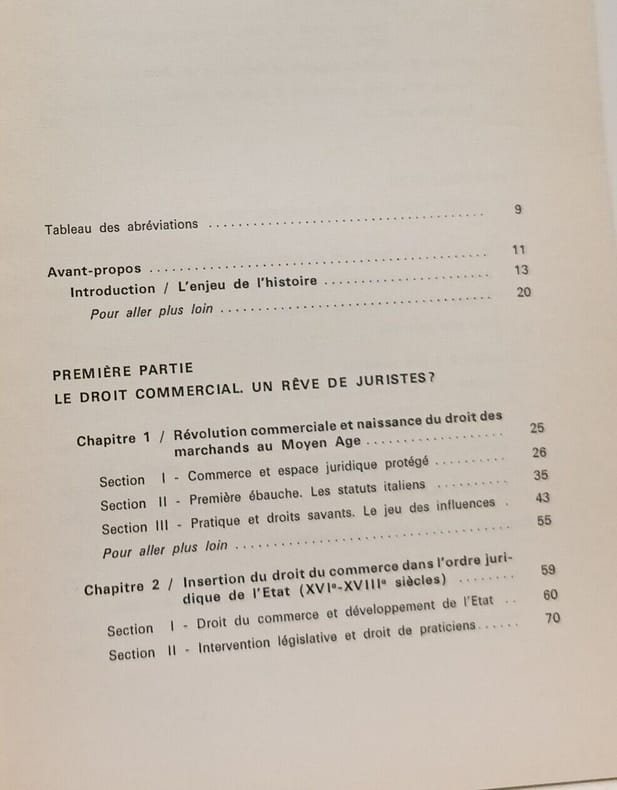 Tableau des abréviations . . . . . . . . . . . . . . . . . . . . . . . . . . . . . . . . . . . . . . 9
Avant-propos . . . . . . . . . . . . . . . . . . . . . . . . . . . . . . . . . . . . . . . . . . . . . . 11
Introduction / L'enjeu de l'histoire . . . . . . . . . . . . . . . . . . . . . . . 13
Pour aller plus loin . . . . . . . . . . . . . . . . . . . . . . . . . . . . . . . . . . . . . 20
PREMIÈRE PARTIE
LE DROIT COMMERCIAL. UN RÊVE DE JURISTES?
Chapitre 1 / Révolution commerciale et naissance du droit des
marchands au Moyen Age . . . . . . . . . . . . . . . . . . . 25
Section I - Commerce et espace juridique protégé . . . . . . . . . . 26
Section II - Première ébauche. Les statuts italiens . . . . . . . . . . 35
Section III - Pratique et droits savants. Le jeu des influences . 43
Pour aller plus loin . . . . . . . . . . . . . . . . . . . . . . . . . . . . . . . . . . . . . 55
Chapitre 2 / Insertion du droit du commerce dans l'ordre juri-
dique de l'Etat (XVIe-XVIIIe siècles) . . . . . . . . 59
Section I - Droit du commerce et développement de l'Etat . . 60
Section II - Intervention législative et droit de praticiens. . . . . . 70